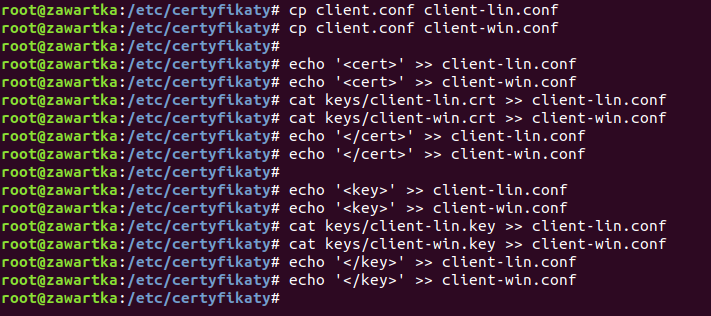 root@zawartka:/etc/certyfikaty# cp client.conf client-lin.conf
root@zawartka:/etc/certyfikaty# cp client.conf client-win.conf
root@zawartka:/etc/certyfikaty#
root@zawartka:/etc/certyfikaty# echo '<cert>' >> client-lin.conf
root@zawartka:/etc/certyfikaty# echo '<cert>' >> client-win.conf
root@zawartka:/etc/certyfikaty# cat keys/client-lin.crt >> client-lin.conf
root@zawartka:/etc/certyfikaty# cat keys/client-win.crt >> client-win.conf
root@zawartka:/etc/certyfikaty# echo '</cert>' >> client-lin.conf
root@zawartka:/etc/certyfikaty# echo '</cert>' >> client-win.conf
root@zawartka:/etc/certyfikaty#
root@zawartka:/etc/certyfikaty# echo '<key>' >> client-lin.conf
root@zawartka:/etc/certyfikaty# echo '<key>' >> client-win.conf
root@zawartka:/etc/certyfikaty# cat keys/client-lin.key >> client-lin.conf
root@zawartka:/etc/certyfikaty# cat keys/client-win.key >> client-win.conf
root@zawartka:/etc/certyfikaty# echo '</key>' >> client-lin.conf
root@zawartka:/etc/certyfikaty# echo '</key>' >> client-win.conf
root@zawartka:/etc/certyfikaty#